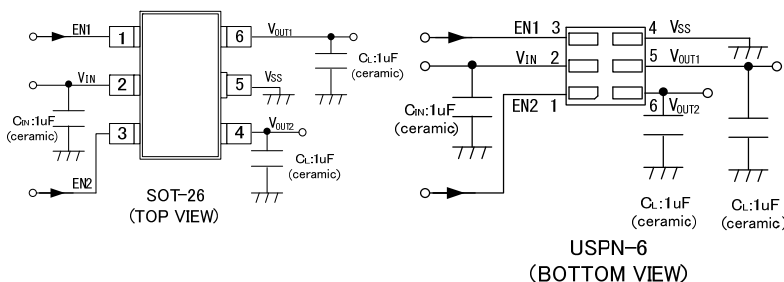 EN1
1
6
VOUT1
CL:1uF
(ceramic)
VIN
2
5
VSS
CIN:1uF
(ceramic)
3
4
VOUT2
CL:1uF
(ceramic)
EN2
SOT-26
(TOP VIEW)
EN1
3
4
VSS
VIN
2
5
VOUT1
CIN:1uF
(ceramic)
EN2
1
6
VOUT2
CL:1uF
(ceramic)
CL:1uF
(ceramic)
USPN-6
(BOTTOM VIEW)